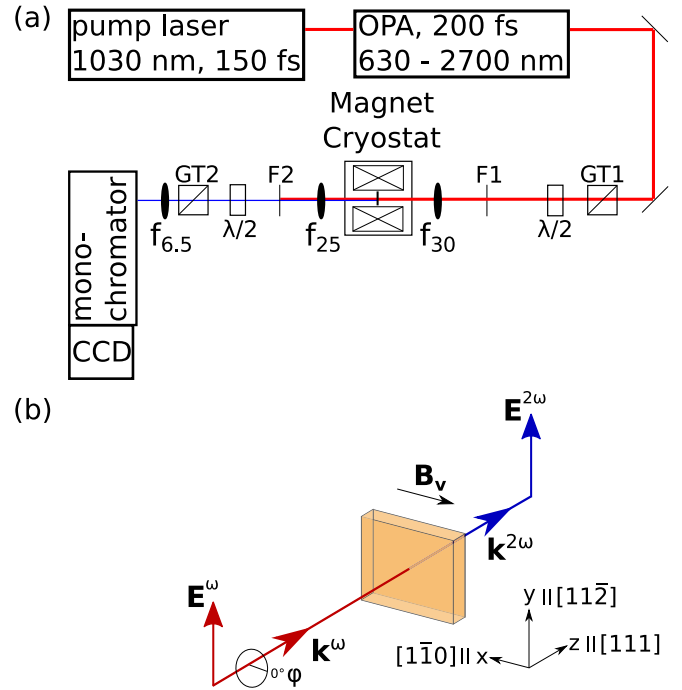 (a)
pump laser
1030 nm, 150 fs
OPA, 200 fs
630 - 2700 nm
Magnet
Cryostat
GT2
F2
F1
GT1
λ/2
λ/2
f6.5
f25
f30
mono-
chromator
CCD
(b)
E2ω
Bv
k2ω
Eω
kω
0° φ
y || [112̅]
[11̅0] || x
z || [111]